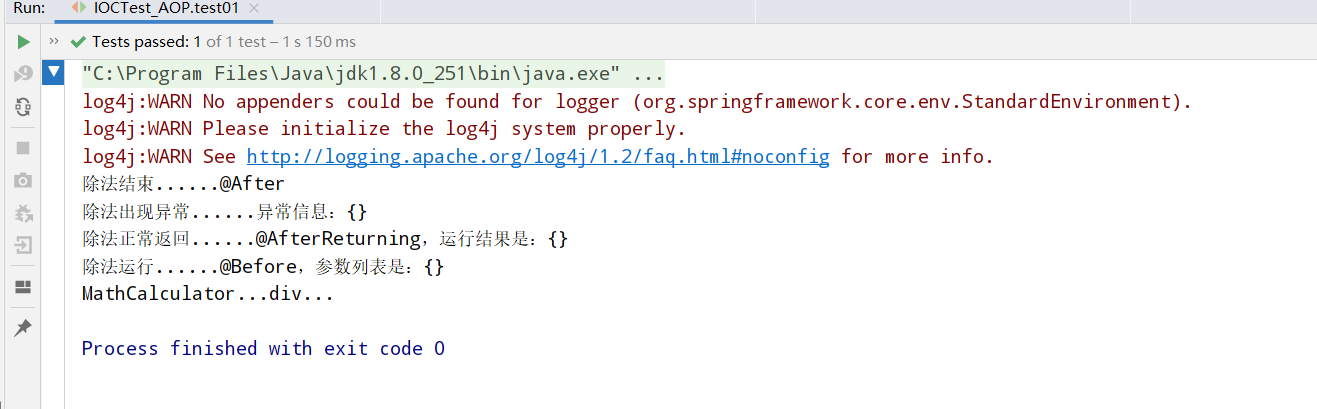 Run: IOCTest_AOP.test01 ×
Tests passed: 1 of 1 test – 1 s 150 ms
"C:\Program Files\Java\jdk1.8.0_251\bin\java.exe" ...
log4j:WARN No appenders could be found for logger (org.springframework.core.env.StandardEnvironment).
log4j:WARN Please initialize the log4j system properly.
log4j:WARN See http://logging.apache.org/log4j/1.2/faq.html#noconfig for more info.
除法结束......@After
除法出现异常......异常信息：{}
除法正常返回......@AfterReturning，运行结果是：{}
除法运行......@Before，参数列表是：{}
MathCalculator...div...
Process finished with exit code 0